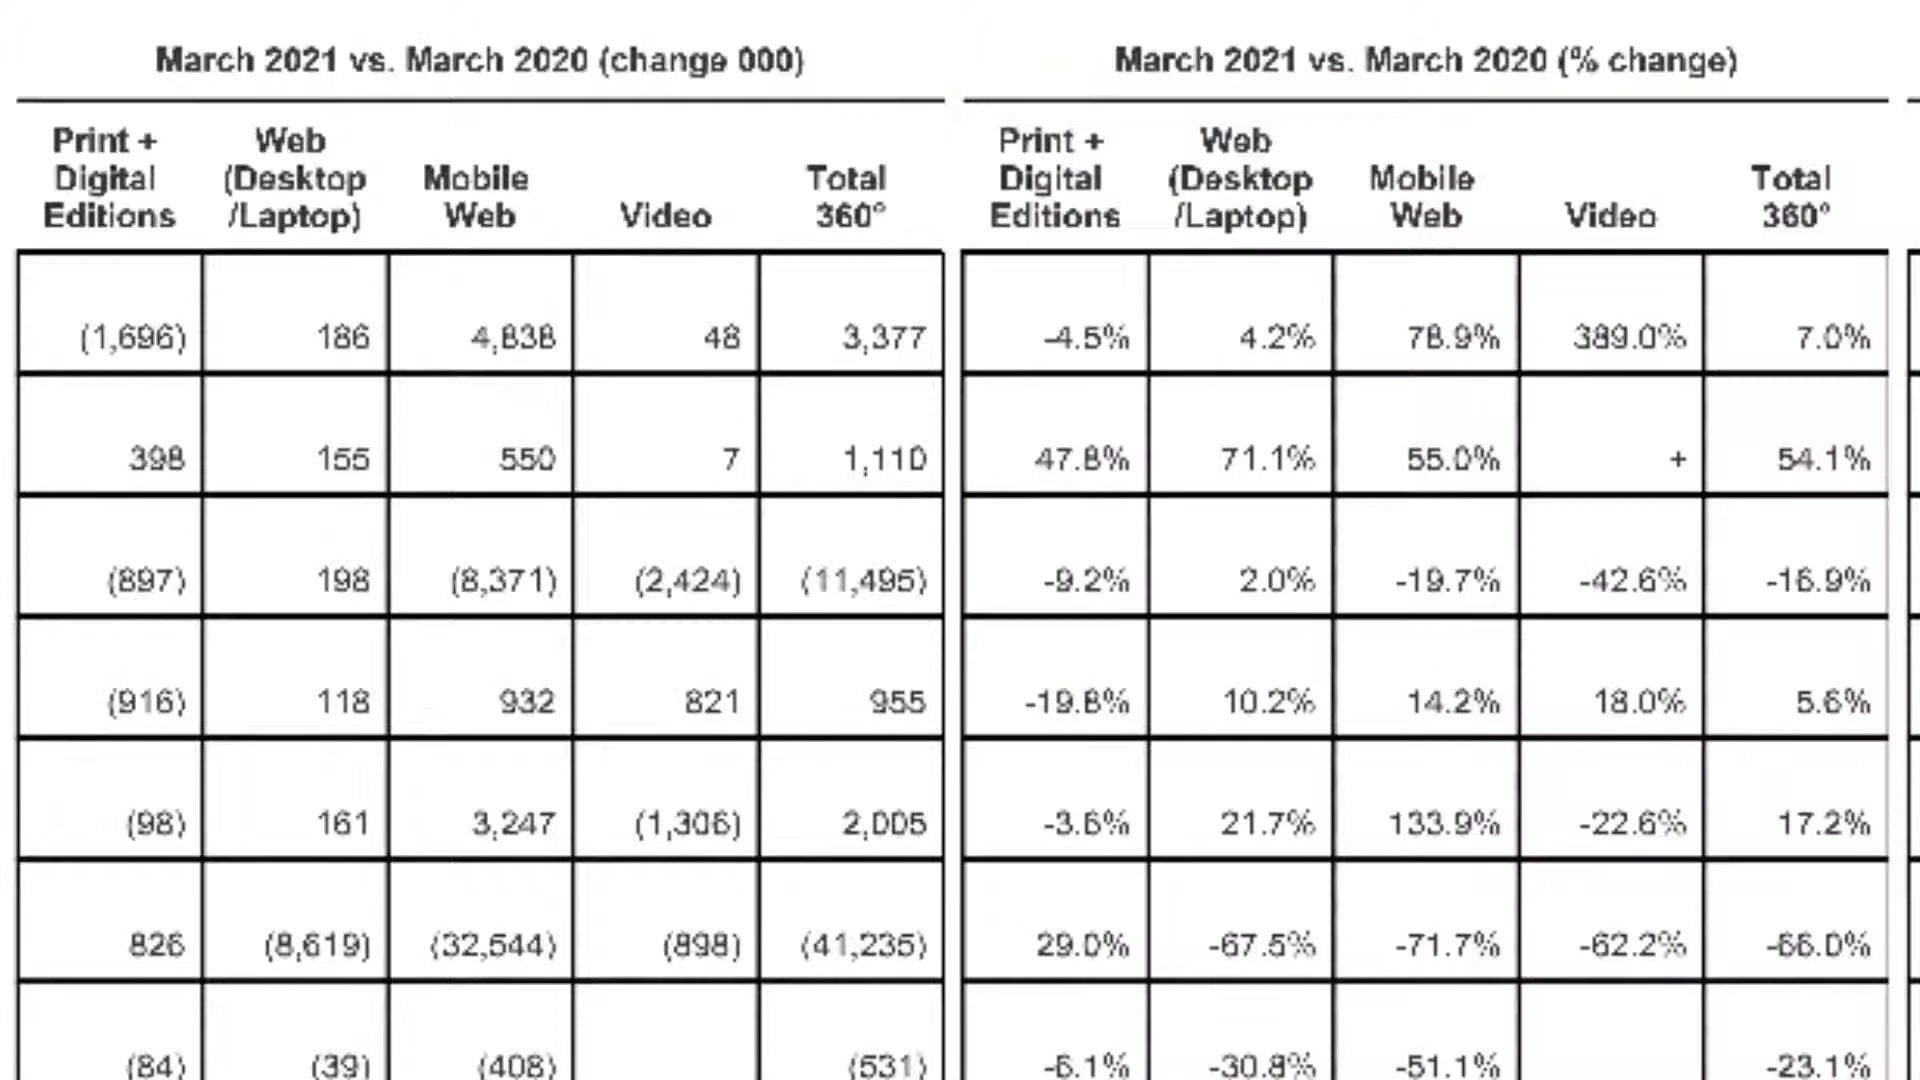 March 2021 vs. March 2020 (change 000) March 2021 vs. March 2020 (% change)
Print + Digital Editions Web (Desktop /Laptop) Mobile Web Video Total 360° Print + Digital Editions Web (Desktop /Laptop) Mobile Web Video Total 360°
(1,696) 186 4,838 48 3,377 -4.5% 4.2% 78.9% 389.0% 7.0%
398 155 550 7 1,110 47.8% 71.1% 55.0% + 54.1%
(897) 198 (8,371) (2,424) (11,495) -9.2% 2.0% -19.7% -42.6% -16.9%
(916) 118 932 821 955 -19.8% 10.2% 14.2% 18.0% 5.6%
(98) 161 3,247 (1,306) 2,005 -3.6% 21.7% 133.9% -22.6% 17.2%
826 (8,619) (32,544) (898) (41,235) 29.0% -67.5% -71.7% -62.2% -66.0%
(84) (39) (408) (531) -6.1% -30.8% -51.1% -23.1%